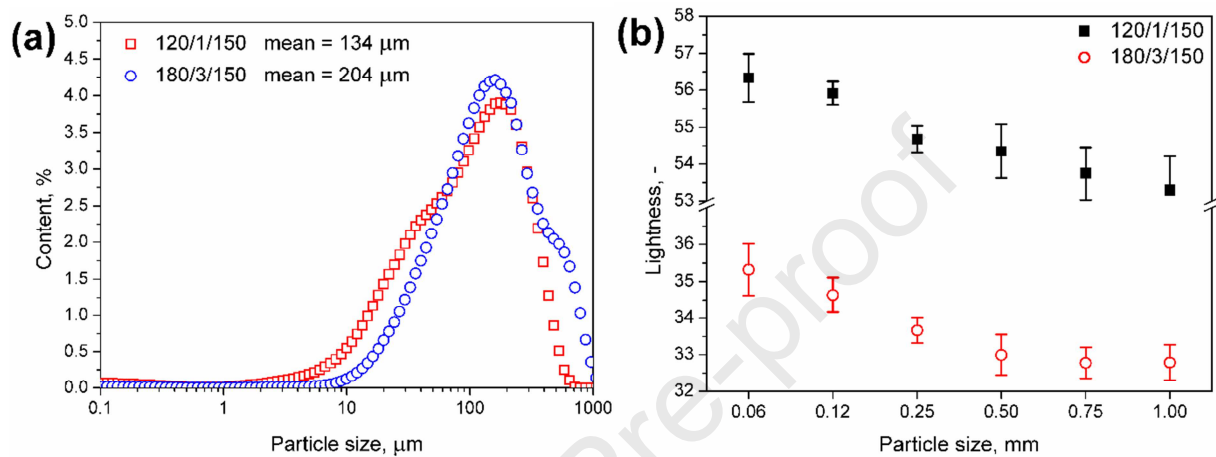 (a)
120/1/150 mean = 134 μm
180/3/150 mean = 204 μm
5.0
4.5
4.0
3.5
3.0
2.5
2.0
1.5
1.0
0.5
0.0
Content, %
0.1 1 10 100 1000
Particle size, μm
(b)
120/1/150
180/3/150
58
57
56
55
54
53
36
35
34
33
32
Lightness, -
0.06 0.12 0.25 0.50 0.75 1.00
Particle size, mm
Pre-proof